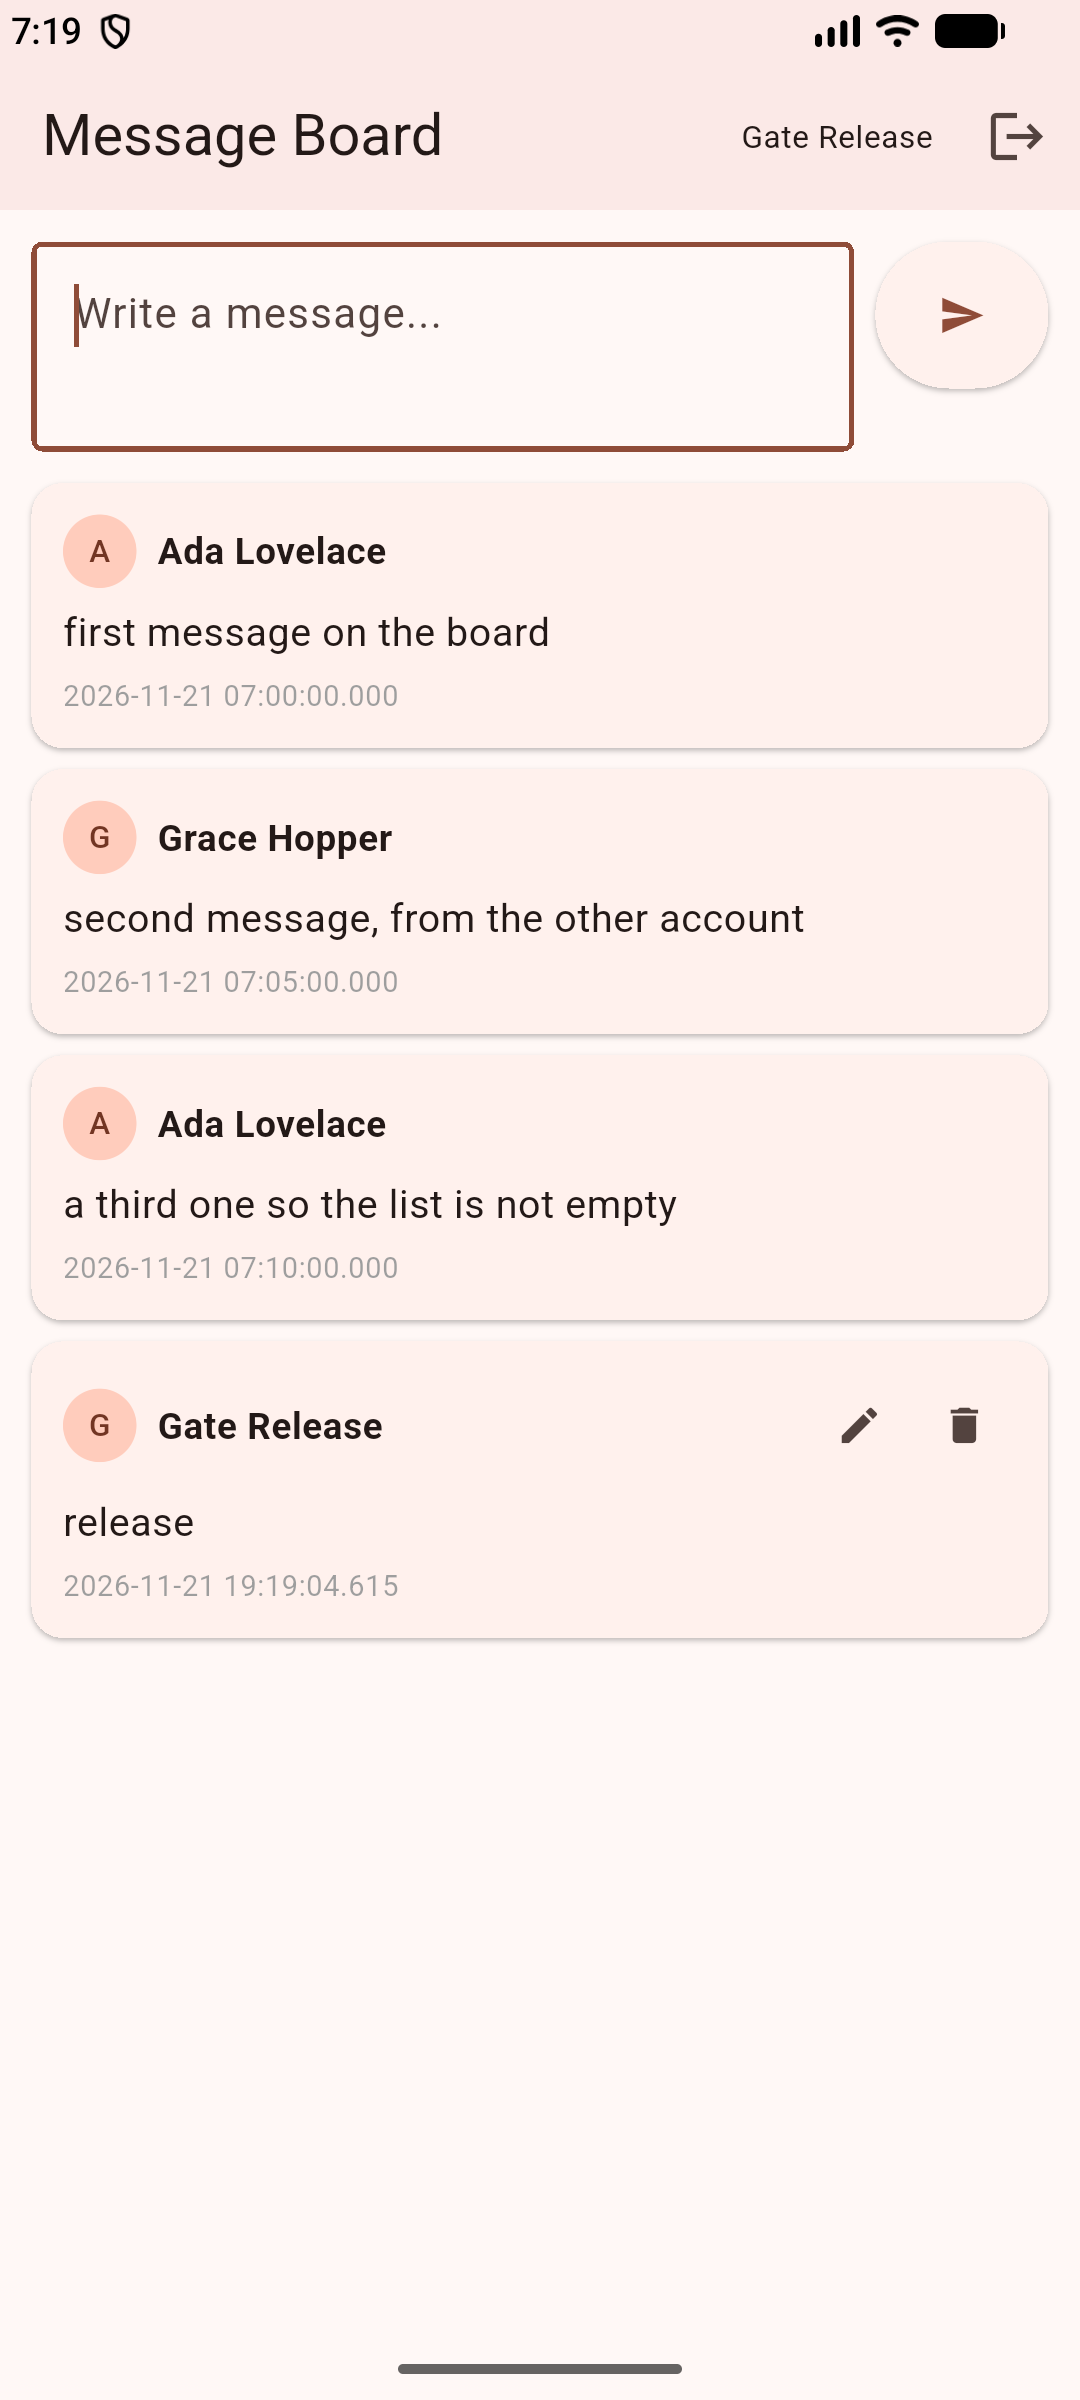 7:19
Message Board
Gate Release
Write a message...
A
Ada Lovelace
first message on the board
2026-11-21 07:00:00.000
G
Grace Hopper
second message, from the other account
2026-11-21 07:05:00.000
A
Ada Lovelace
a third one so the list is not empty
2026-11-21 07:10:00.000
G
Gate Release
release
2026-11-21 19:19:04.615